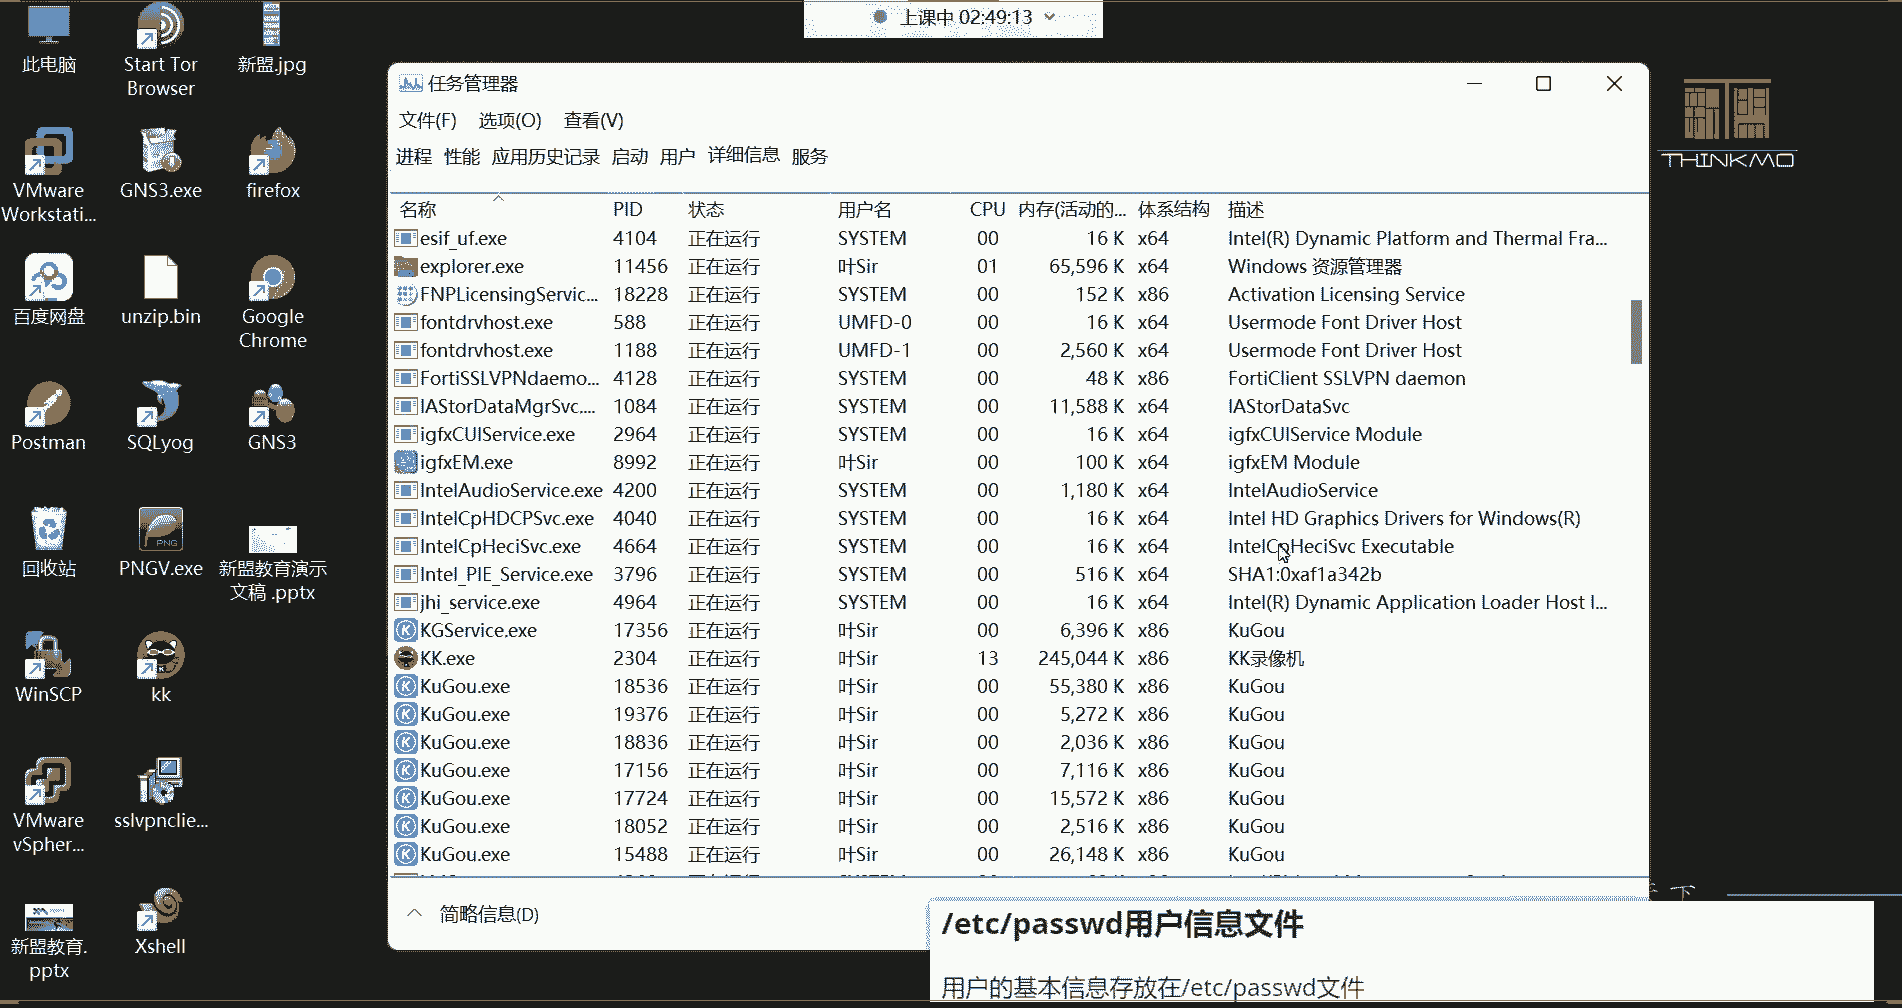 上课中 02:49:13
此电脑
Start Tor
Browser
新盟.jpg
VMware
Workstati...
GNS3.exe
firefox
百度网盘
unzip.bin
Google
Chrome
Postman
SQLyog
GNS3
回收站
PNG
PNGV.exe
新盟教育演示
文稿 .pptx
WinSCP
kk
VMware
vSpher...
sslvpnclie...
新盟教育.
pptx
Xshell
THINKMO
任务管理器
文件(F) 选项(O) 查看(V)
进程 性能 应用历史记录 启动 用户 详细信息 服务
名称 PID 状态 用户名 CPU 内存(活动的... 体系结构 描述
esif_uf.exe 4104 正在运行 SYSTEM 00 16 K x64 Intel(R) Dynamic Platform and Thermal Fra...
explorer.exe 11456 正在运行 叶Sir 01 65,596 K x64 Windows 资源管理器
FNPLicensingServic... 18228 正在运行 SYSTEM 00 152 K x86 Activation Licensing Service
fontdrvhost.exe 588 正在运行 UMFD-0 00 16 K x64 Usermode Font Driver Host
fontdrvhost.exe 1188 正在运行 UMFD-1 00 2,560 K x64 Usermode Font Driver Host
FortiSSLVPNdaemo... 4128 正在运行 SYSTEM 00 48 K x86 FortiClient SSLVPN daemon
IAStorDataMgrSvc.... 1084 正在运行 SYSTEM 00 11,588 K x64 IAStorDataSvc
igfxCUIService.exe 2964 正在运行 SYSTEM 00 16 K x64 igfxCUIService Module
igfxEM.exe 8992 正在运行 叶Sir 00 100 K x64 igfxEM Module
IntelAudioService.exe 4200 正在运行 SYSTEM 00 1,180 K x64 IntelAudioService
IntelCpHDCPSvc.exe 4040 正在运行 SYSTEM 00 16 K x64 Intel HD Graphics Drivers for Windows(R)
IntelCpHeciSvc.exe 4664 正在运行 SYSTEM 00 16 K x64 IntelCpHeciSvc Executable
Intel_PIE_Service.exe 3796 正在运行 SYSTEM 00 516 K x64 SHA1:0xaf1a342b
jhi_service.exe 4964 正在运行 SYSTEM 00 16 K x64 Intel(R) Dynamic Application Loader Host I...
KGService.exe 17356 正在运行 叶Sir 00 6,396 K x86 KuGou
KK.exe 2304 正在运行 叶Sir 13 245,044 K x86 KK录像机
KuGou.exe 18536 正在运行 叶Sir 00 55,380 K x86 KuGou
KuGou.exe 19376 正在运行 叶Sir 00 5,272 K x86 KuGou
KuGou.exe 18836 正在运行 叶Sir 00 2,036 K x86 KuGou
KuGou.exe 17156 正在运行 叶Sir 00 7,116 K x86 KuGou
KuGou.exe 17724 正在运行 叶Sir 00 15,572 K x86 KuGou
KuGou.exe 18052 正在运行 叶Sir 00 2,516 K x86 KuGou
KuGou.exe 15488 正在运行 叶Sir 00 26,148 K x86 KuGou
简略信息(D)
下
/etc/passwd用户信息文件
用户的基本信息存放在/etc/passwd文件